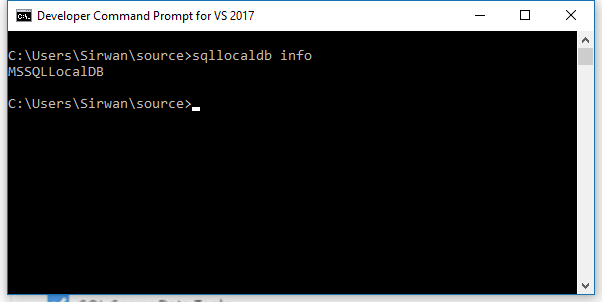 Developer Command Prompt for VS 2017
C:\Users\Sirwan\source>sqllocaldb info
MSSQLLocalDB
C:\Users\Sirwan\source>